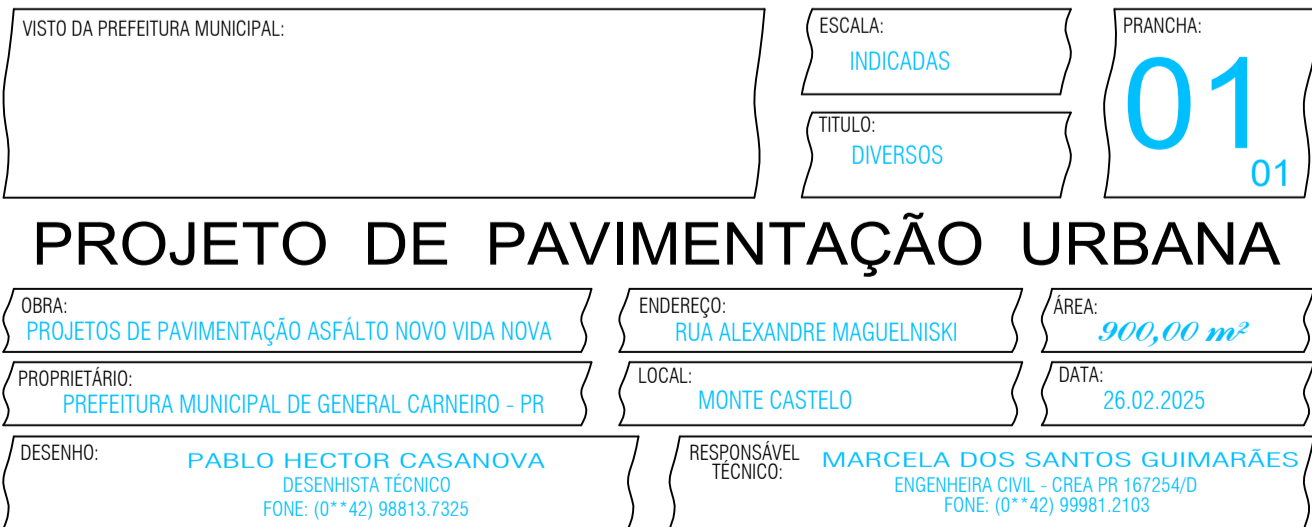 VISTO DA PREFEITURA MUNICIPAL:
ESCALA:
INDICADAS
TITULO:
DIVERSOS
PRANCHA:
01
01
PROJETO DE PAVIMENTAÇÃO URBANA
OBRA:
PROJETOS DE PAVIMENTAÇÃO ASFÁLTO NOVO VIDA NOVA
ENDEREÇO:
RUA ALEXANDRE MAGUELNISKI
ÁREA:
900,00 m²
PROPRIETÁRIO:
PREFEITURA MUNICIPAL DE GENERAL CARNEIRO - PR
LOCAL:
MONTE CASTELO
DATA:
26.02.2025
DESENHO:
PABLO HECTOR CASANOVA
DESENHISTA TÉCNICO
FONE: (0**42) 98813.7325
RESPONSÁVEL
TÉCNICO:
MARCELA DOS SANTOS GUIMARÃES
ENGENHEIRA CIVIL - CREA PR 167254/D
FONE: (0**42) 99981.2103